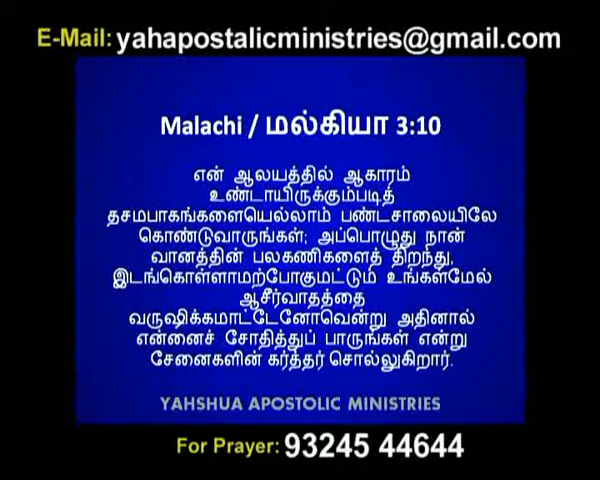 E-Mail: yahapostalicministries@gmail.com
Malachi / மல்கியா 3:10
என் ஆலயத்தில் ஆகாரம்
உண்டாயிருக்கும்படித்
தசமபாகங்களையெல்லாம் பண்டசாலையிலே
கொண்டுவாருங்கள்; அப்பொழுது நான்
வானத்தின் பலகணிகளைத் திறந்து,
இடங்கொள்ளாமற்போகுமட்டும் உங்கள்மேல்
ஆசீர்வாதத்தை
வருஷிக்கமாட்டேனோவென்று அதினால்
என்னைச் சோதித்துப் பாருங்கள் என்று
சேனைகளின் கர்த்தர் சொல்லுகிறார்.
YAHSHUA APOSTOLIC MINISTRIES
For Prayer: 93245 44644